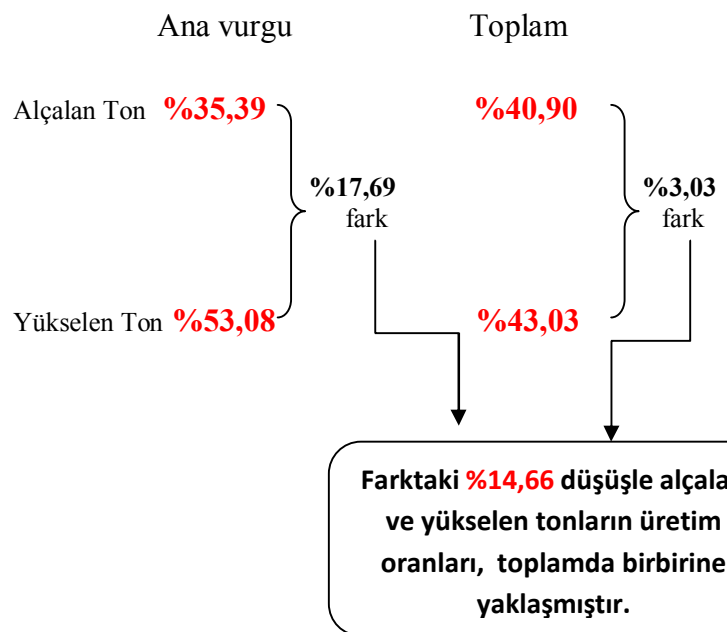 Ana vurgu Toplam
Alçalan Ton %35,39 %40,90
%17,69 %3,03
fark fark
Yükselen Ton %53,08 %43,03
Farktaki %14,66 düşüşle alçala
ve yükselen tonların üretim
oranları, toplamda birbirine
yaklaşmıştır.